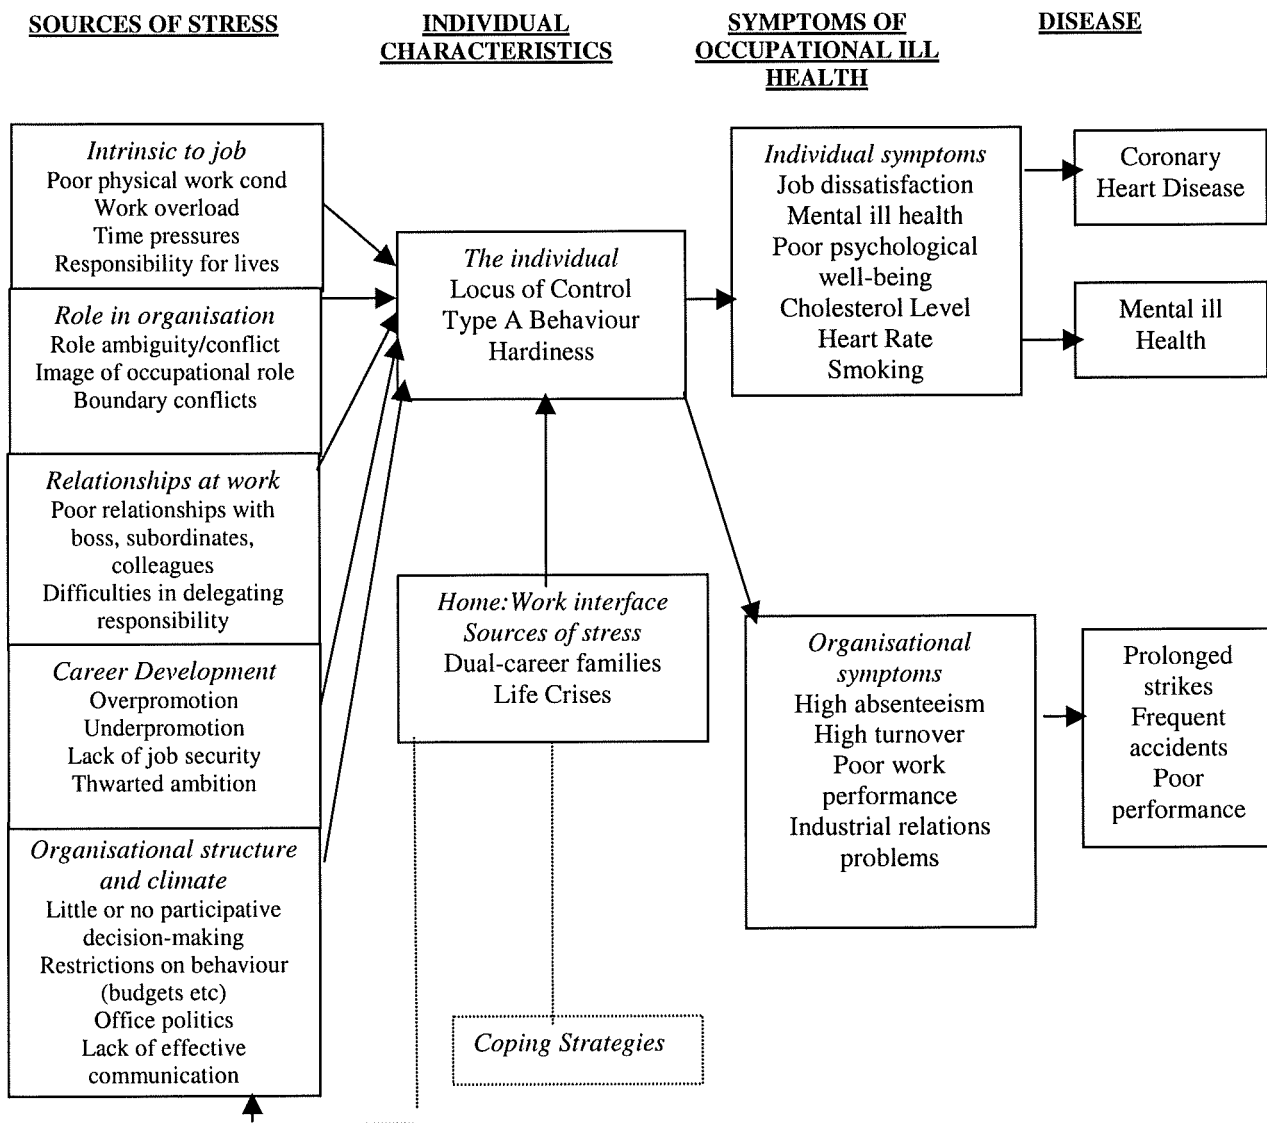 SOURCES OF STRESS
INDIVIDUAL
CHARACTERISTICS
SYMPTOMS OF
OCCUPATIONAL ILL
HEALTH
DISEASE
Intrinsic to job
Poor physical work cond
Work overload
Time pressures
Responsibility for lives
Role in organisation
Role ambiguity/conflict
Image of occupational role
Boundary conflicts
Relationships at work
Poor relationships with
boss, subordinates,
colleagues
Difficulties in delegating
responsibility
Career Development
Overpromotion
Underpromotion
Lack of job security
Thwarted ambition
Organisational structure
and climate
Little or no participative
decision-making
Restrictions on behaviour
(budgets etc)
Office politics
Lack of effective
communication
The individual
Locus of Control
Type A Behaviour
Hardiness
Home:Work interface
Sources of stress
Dual-career families
Life Crises
Coping Strategies
Individual symptoms
Job dissatisfaction
Mental ill health
Poor psychological
well-being
Cholesterol Level
Heart Rate
Smoking
Organisational
symptoms
High absenteeism
High turnover
Poor work
performance
Industrial relations
problems
Coronary
Heart Disease
Mental ill
Health
Prolonged
strikes
Frequent
accidents
Poor
performance